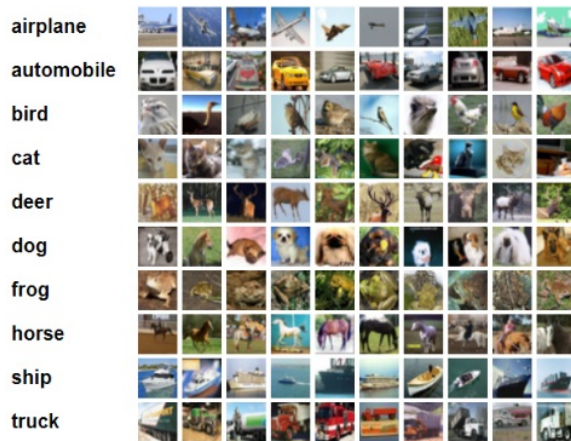 airplane
automobile
bird
cat
deer
dog
frog
horse
ship
truck